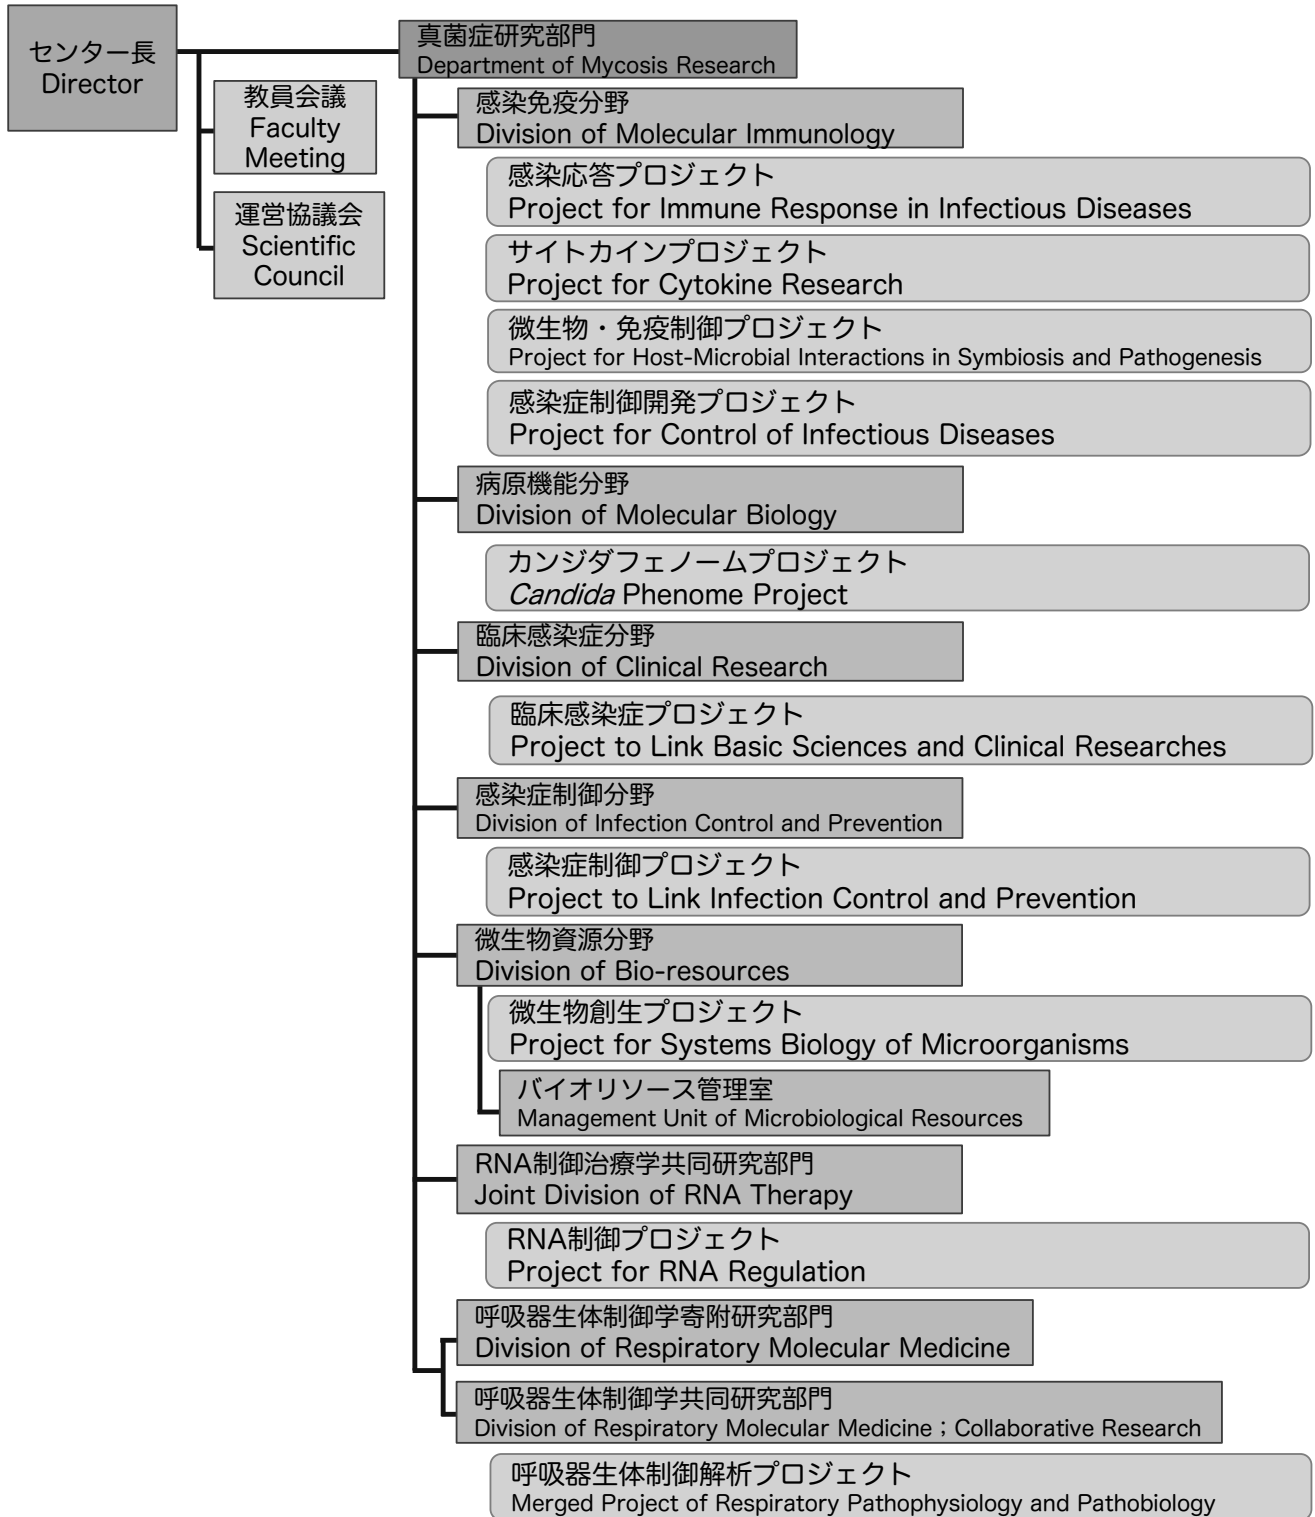 センター長
Director
教員会議
Faculty
Meeting
運営協議会
Scientific
Council
真菌症研究部門
Department of Mycosis Research
感染免疫分野
Division of Molecular Immunology
感染応答プロジェクト
Project for Immune Response in Infectious Diseases
サイトカインプロジェクト
Project for Cytokine Research
微生物・免疫制御プロジェクト
Project for Host-Microbial Interactions in Symbiosis and Pathogenesis
感染症制御開発プロジェクト
Project for Control of Infectious Diseases
病原機能分野
Division of Molecular Biology
カンジダフェノームプロジェクト
Candida Phenome Project
臨床感染症分野
Division of Clinical Research
臨床感染症プロジェクト
Project to Link Basic Sciences and Clinical Researches
感染症制御分野
Division of Infection Control and Prevention
感染症制御プロジェクト
Project to Link Infection Control and Prevention
微生物資源分野
Division of Bio-resources
微生物創生プロジェクト
Project for Systems Biology of Microorganisms
バイオリソース管理室
Management Unit of Microbiological Resources
RNA制御治療学共同研究部門
Joint Division of RNA Therapy
RNA制御プロジェクト
Project for RNA Regulation
呼吸器生体制御学寄附研究部門
Division of Respiratory Molecular Medicine
呼吸器生体制御学共同研究部門
Division of Respiratory Molecular Medicine；Collaborative Research
呼吸器生体制御解析プロジェクト
Merged Project of Respiratory Pathophysiology and Pathobiology